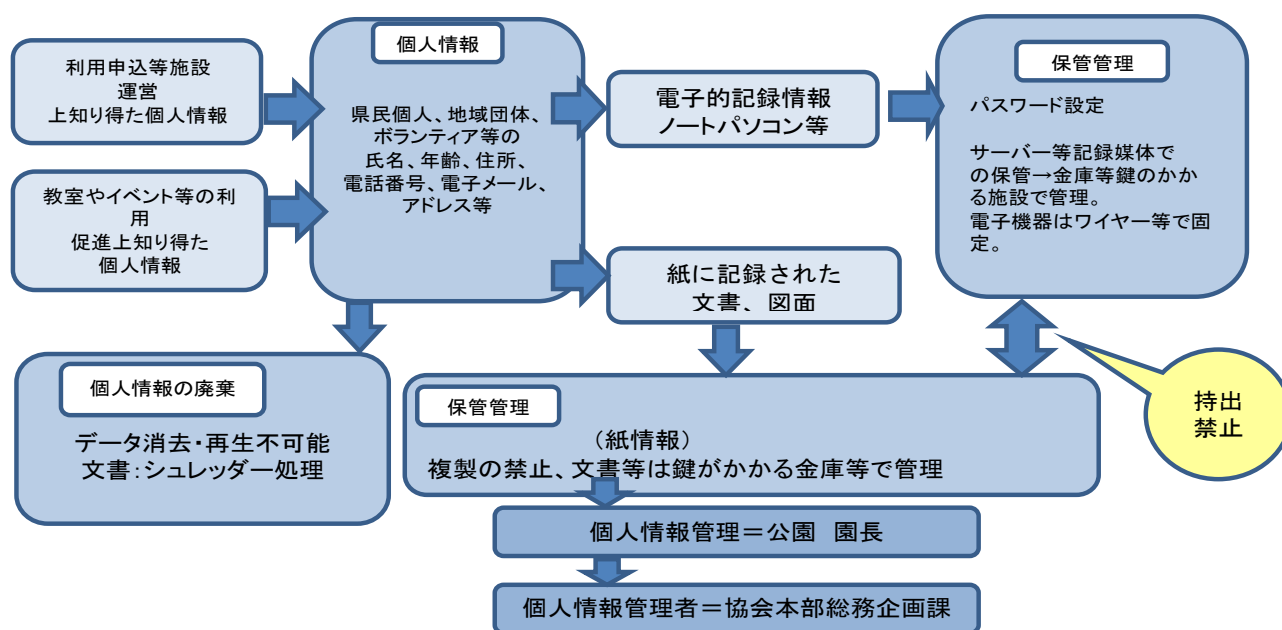 利用申込等施設
運営
上知り得た個人情報
教室やイベント等の利
用
促進上知り得た
個人情報
個人情報
県民個人、地域団体、
ボランティア等の
氏名、年齢、住所、
電話番号、電子メール、
アドレス等
電子的記録情報
ノートパソコン等
紙に記録された
文書、図面
保管管理
パスワード設定
サーバー等記録媒体で
の保管→金庫等鍵のかか
る施設で管理。
電子機器はワイヤー等で固
定。
持出
禁止
個人情報の廃棄
データ消去・再生不可能
文書：シュレッダー処理
保管管理
（紙情報）
複製の禁止、文書等は鍵がかかる金庫等で管理
個人情報管理＝公園　園長
個人情報管理者＝協会本部総務企画課